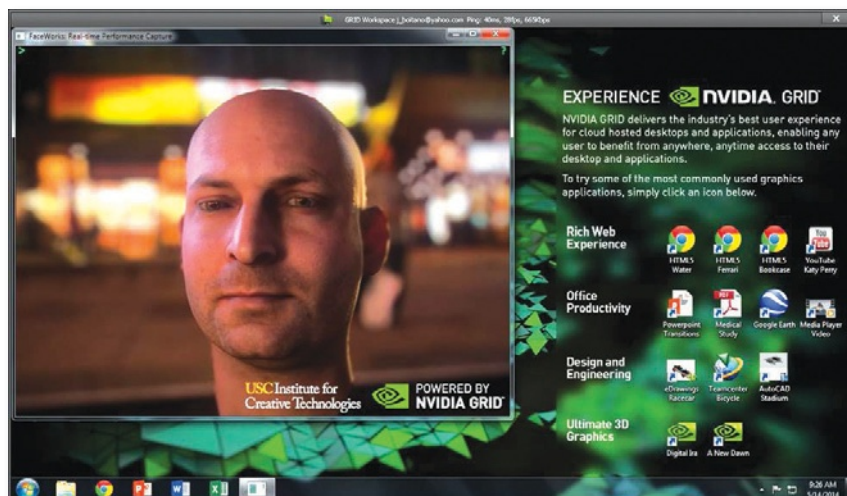 GRID Workspace j_boitano@yahoo.com Ping: 40ms, 28fps, 665Kbps
FaceWorks: Real-time Performance Capture
>
?
USC Institute for
Creative Technologies
POWERED BY
NVIDIA GRID
EXPERIENCE NVIDIA. GRID
NVIDIA GRID delivers the industry's best user experience
for cloud hosted desktops and applications, enabling any
user to benefit from anywhere, anytime access to their
desktop and applications.
To try some of the most commonly used graphics
applications, simply click an icon below.
Rich Web
Experience
HTML5
Water
HTML5
Ferrari
HTML5
Bookcase
You
Tube
YouTube
Katy Perry
Office
Productivity
Powerpoint
Transitions
PDF
Medical
Study
Google Earth
Media Player
Video
Design and
Engineering
eDrawings
Racecar
Teamcenter
Bicycle
AutoCAD
Stadium
Ultimate 3D
Graphics
Digital Ira
A New Dawn
9:26 AM
5/14/2014